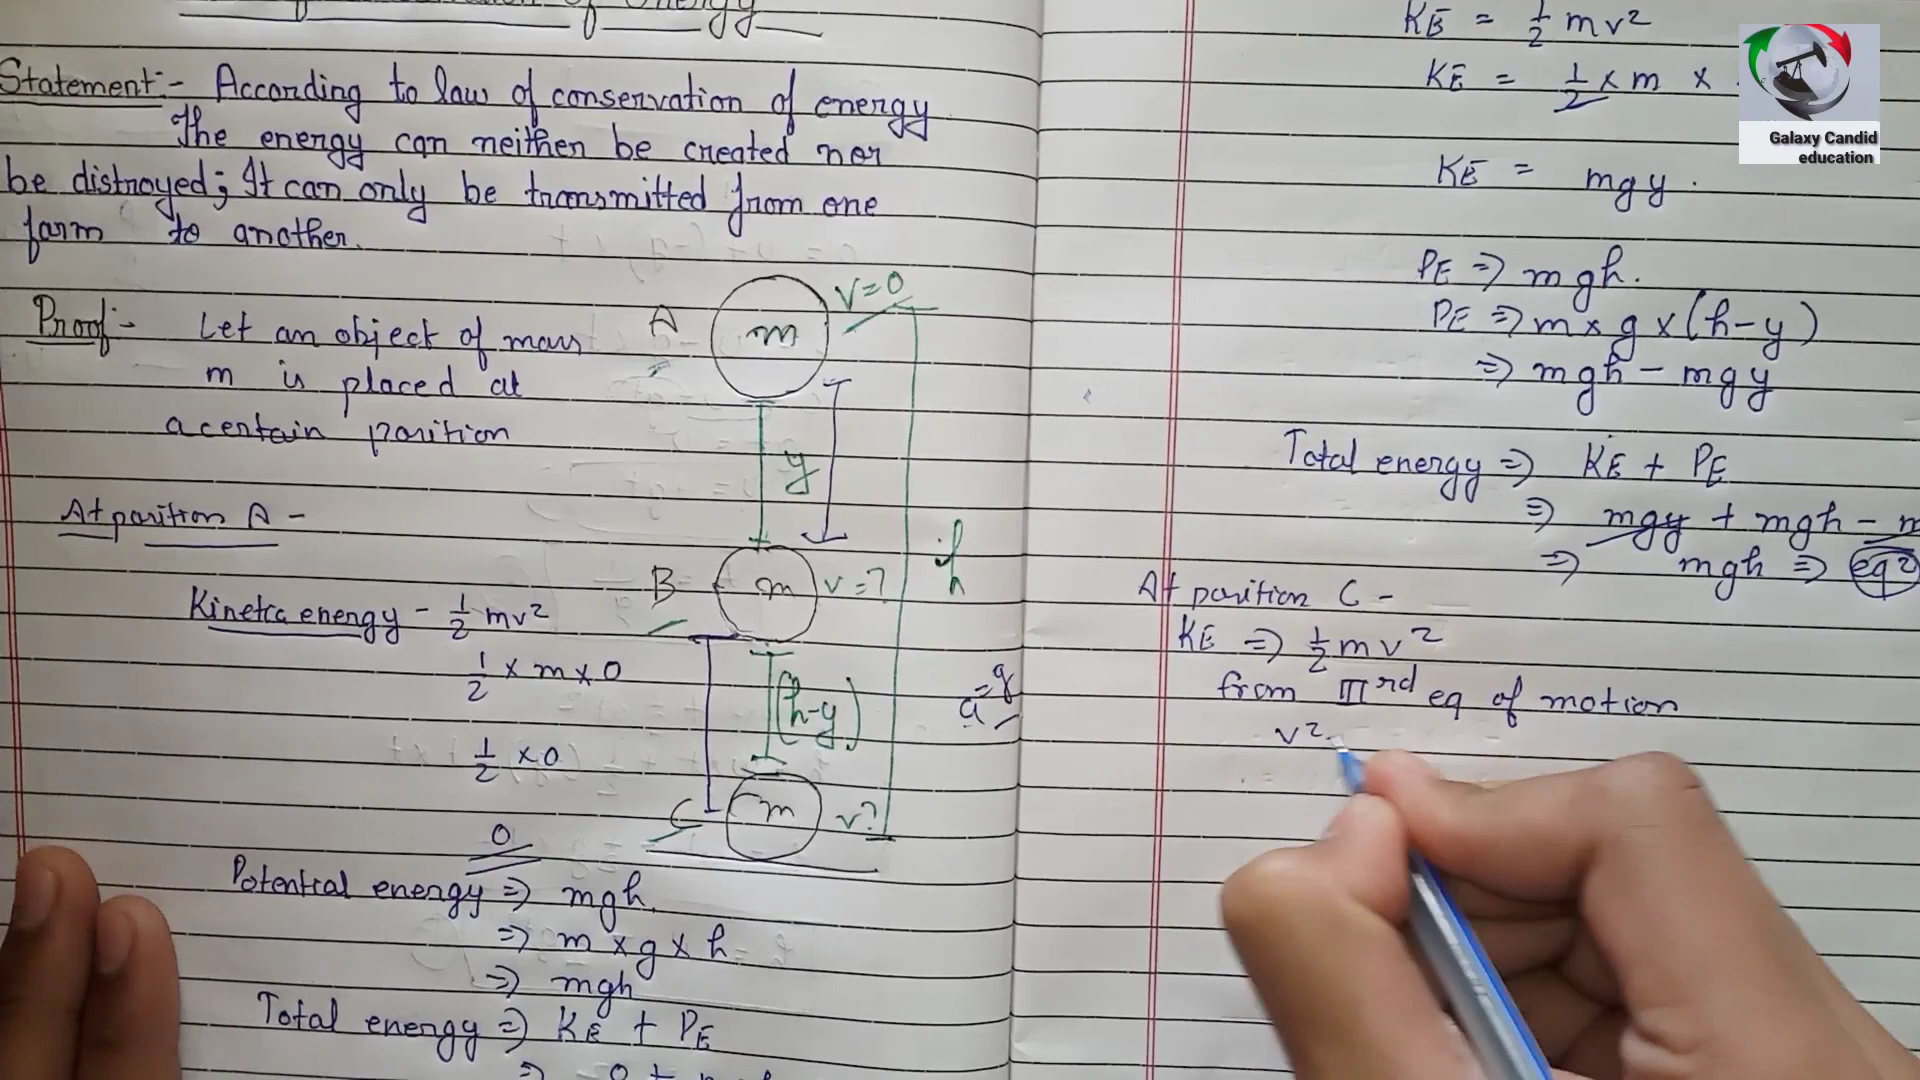 of energy
Statement:- According to law of conservation of energy
The energy can neither be created nor
be distroyed; It can only be transmitted from one
farm to another.
Proof:- Let an object of mass
m is placed at
a certain position
A
m
v=0
y
B
m
v=?
h
(h-y)
a=g
C
m
v?
At position A -
Kinetca energy - 1/2 mv²
1/2 × m × 0
1/2 × 0
0
Potential energy ⇒ mgh.
⇒ m × g × h
⇒ mgh
Total energy ⇒ KE + PE
⇒ 0 +
KE = 1/2 mv²
KE = 1/2 × m ×
KE = mgy.
PE ⇒ mgh.
PE ⇒ m × g × (h-y)
⇒ mgh - mgy
Total energy ⇒ KE + PE
⇒ mgy + mgh - m
⇒ mgh ⇒ eq²
At position C -
KE ⇒ 1/2 mv²
from IIIrd eq of motion
v²
Galaxy Candid
education